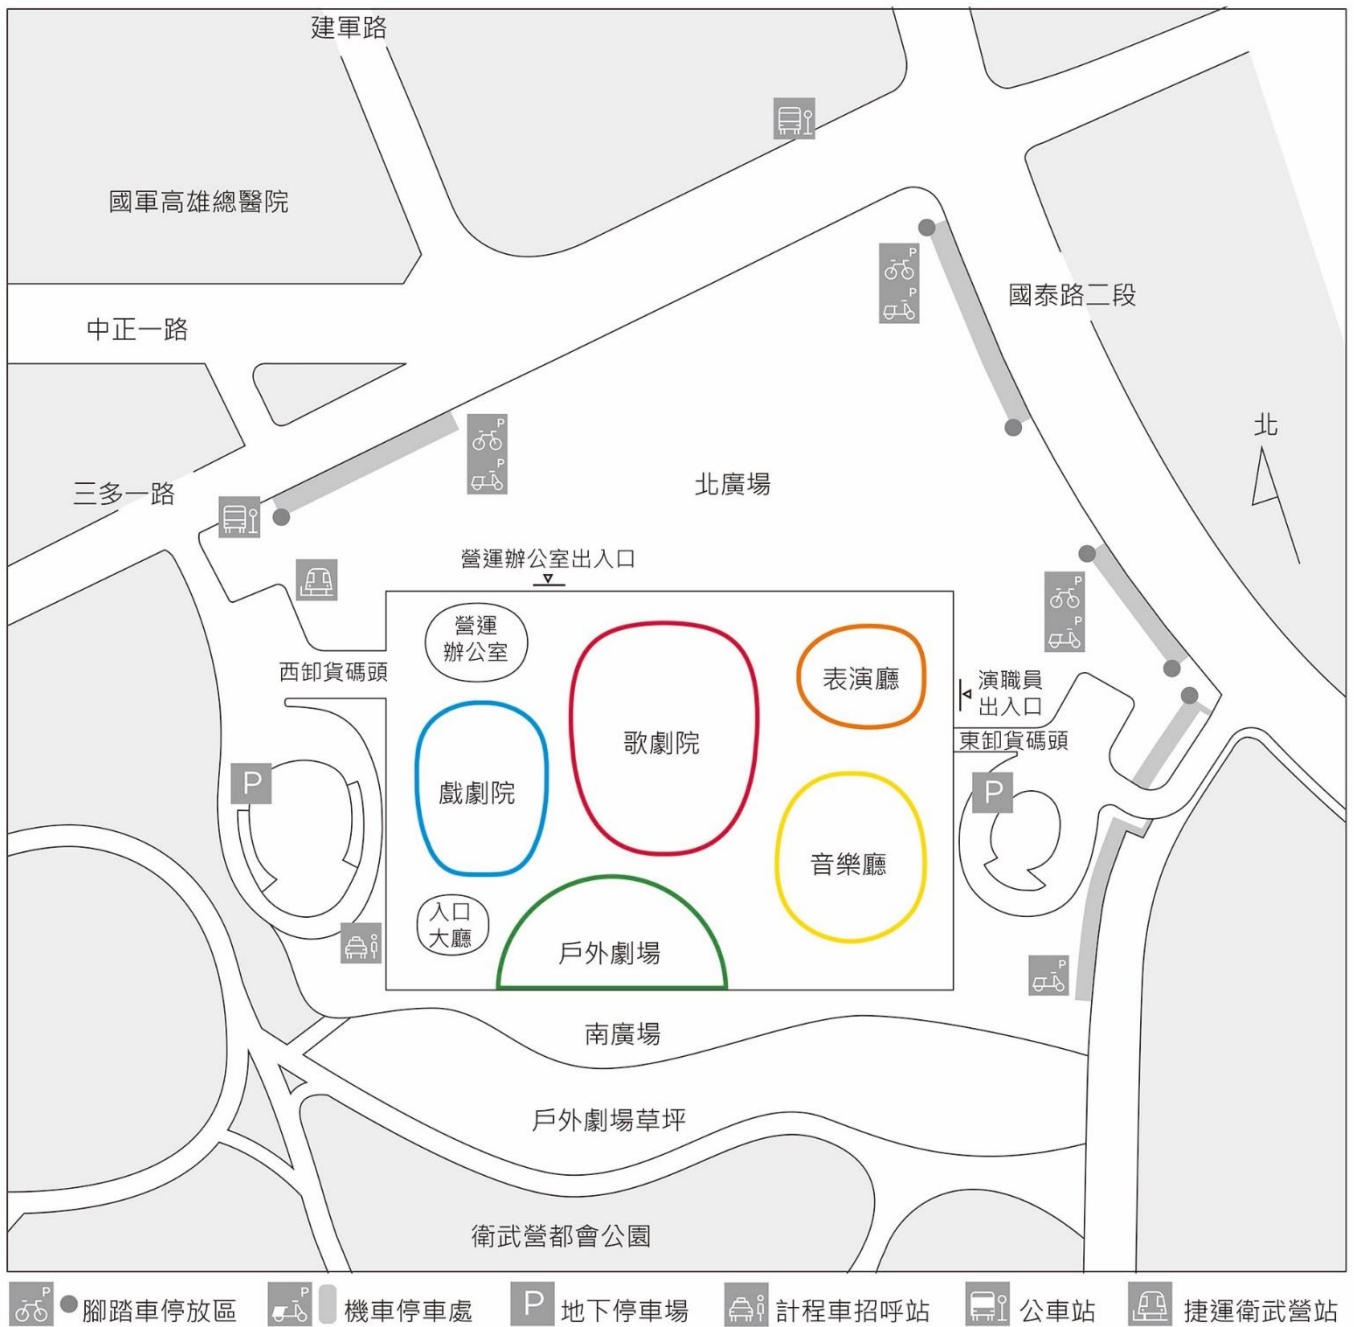 建軍路
國軍高雄總醫院
國泰路二段
中正一路
北
三多一路
北廣場
營運辦公室出入口
營運
辦公室
西卸貨碼頭
表演廳
演職員
出入口
歌劇院
東卸貨碼頭
P
戲劇院
P
音樂廳
入口
大廳
戶外劇場
南廣場
戶外劇場草坪
衛武營都會公園
腳踏車停放區
機車停車處
P 地下停車場
計程車招呼站
公車站
捷運衛武營站